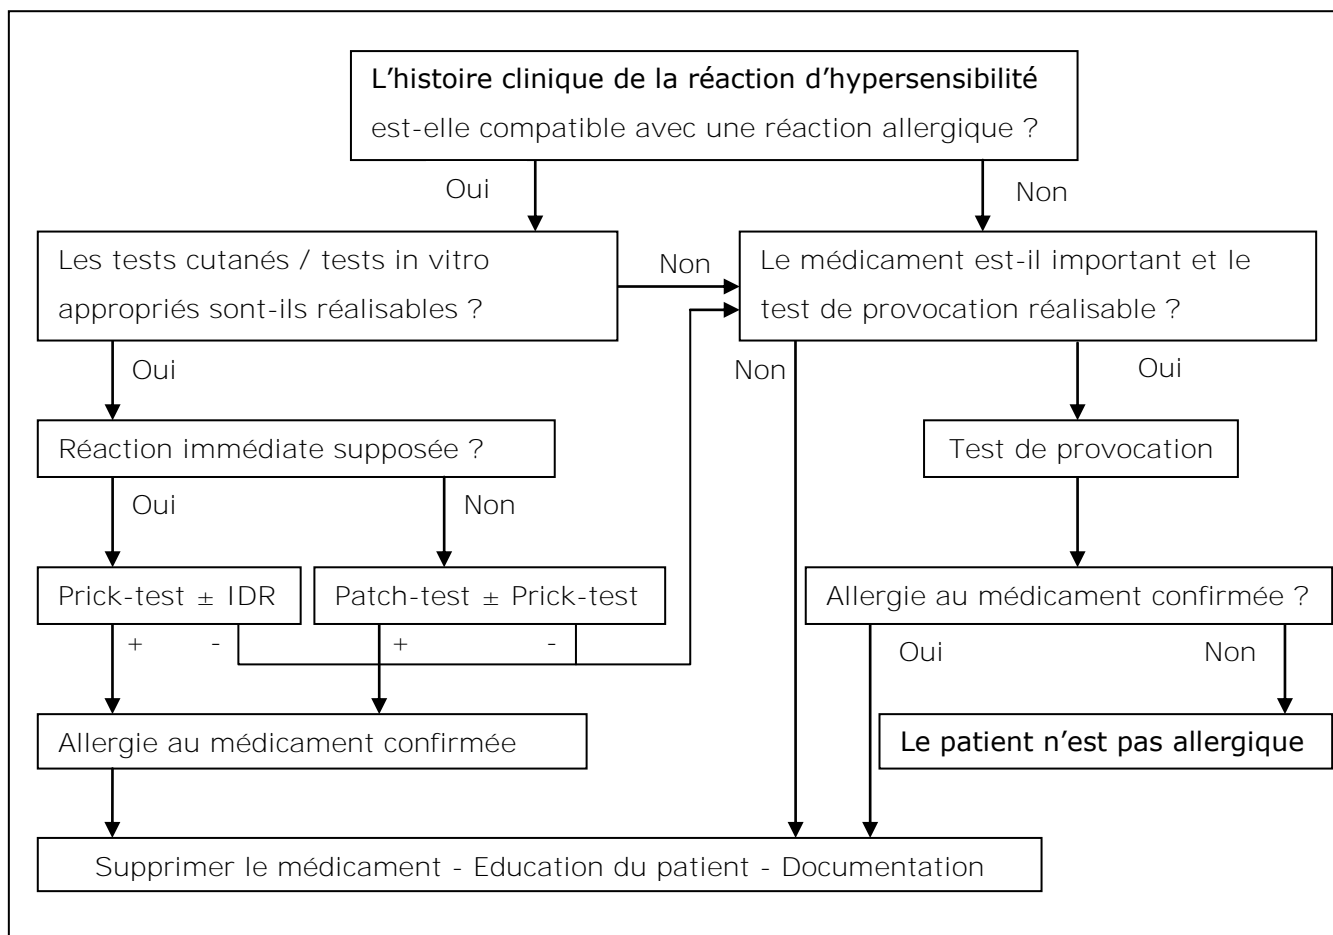 L’histoire clinique de la réaction d’hypersensibilité
est-elle compatible avec une réaction allergique ?
Oui
Non
Les tests cutanés / tests in vitro
appropriés sont-ils réalisables ?
Non
Le médicament est-il important et le
test de provocation réalisable ?
Oui
Non
Oui
Réaction immédiate supposée ?
Test de provocation
Oui
Non
Prick-test ± IDR
Patch-test ± Prick-test
Allergie au médicament confirmée ?
+
-
+
-
Oui
Non
Allergie au médicament confirmée
Le patient n’est pas allergique
Supprimer le médicament - Education du patient - Documentation